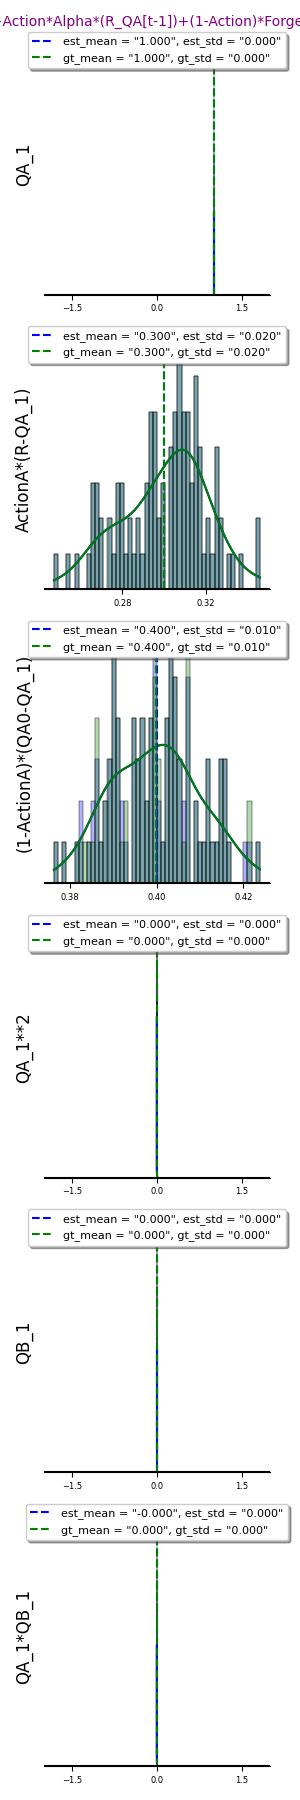 -Action*Alpha*(R_QA[t-1])+(1-Action)*Forge
est_mean = "1.000", est_std = "0.000"
gt_mean = "1.000", gt_std = "0.000"
QA_1
−1.5 0.0 1.5
est_mean = "0.300", est_std = "0.020"
gt_mean = "0.300", gt_std = "0.020"
ActionA*(R-QA_1)
0.28 0.32
est_mean = "0.400", est_std = "0.010"
gt_mean = "0.400", gt_std = "0.010"
(1-ActionA)*(QA0-QA_1)
0.38 0.40 0.42
est_mean = "0.000", est_std = "0.000"
gt_mean = "0.000", gt_std = "0.000"
QA_1**2
−1.5 0.0 1.5
est_mean = "0.000", est_std = "0.000"
gt_mean = "0.000", gt_std = "0.000"
QB_1
−1.5 0.0 1.5
est_mean = "-0.000", est_std = "0.000"
gt_mean = "0.000", gt_std = "0.000"
QA_1*QB_1
−1.5 0.0 1.5